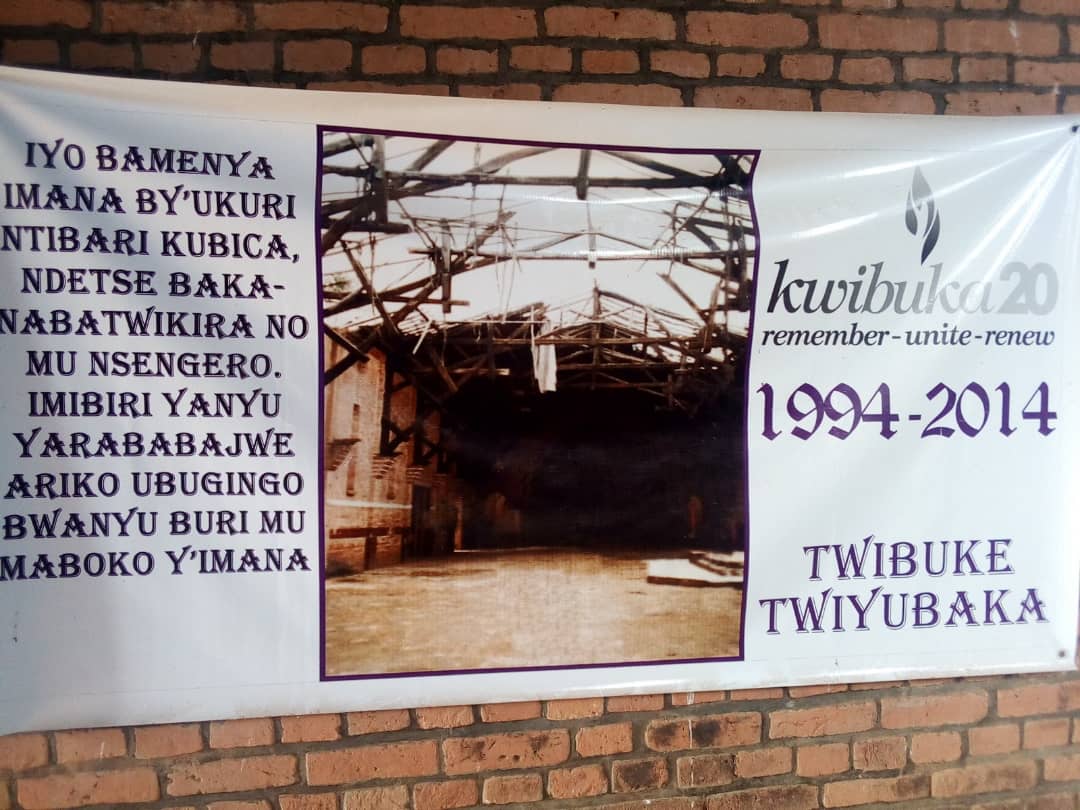 IYO BAMENYA
IMANA BY'UKURI
NTIBARI KUBICA,
NDETSE BAKA-
NABATWIKIRA NO
MU NSENGERO.
IMIBIRI YANYU
YARABABAJWE
ARIKO UBUGINGO
BWANYU BURI MU
MABOKO Y'IMANA
kwibuka20
remember-unite-renew
1994-2014
TWIBUKE
TWIYUBAKA